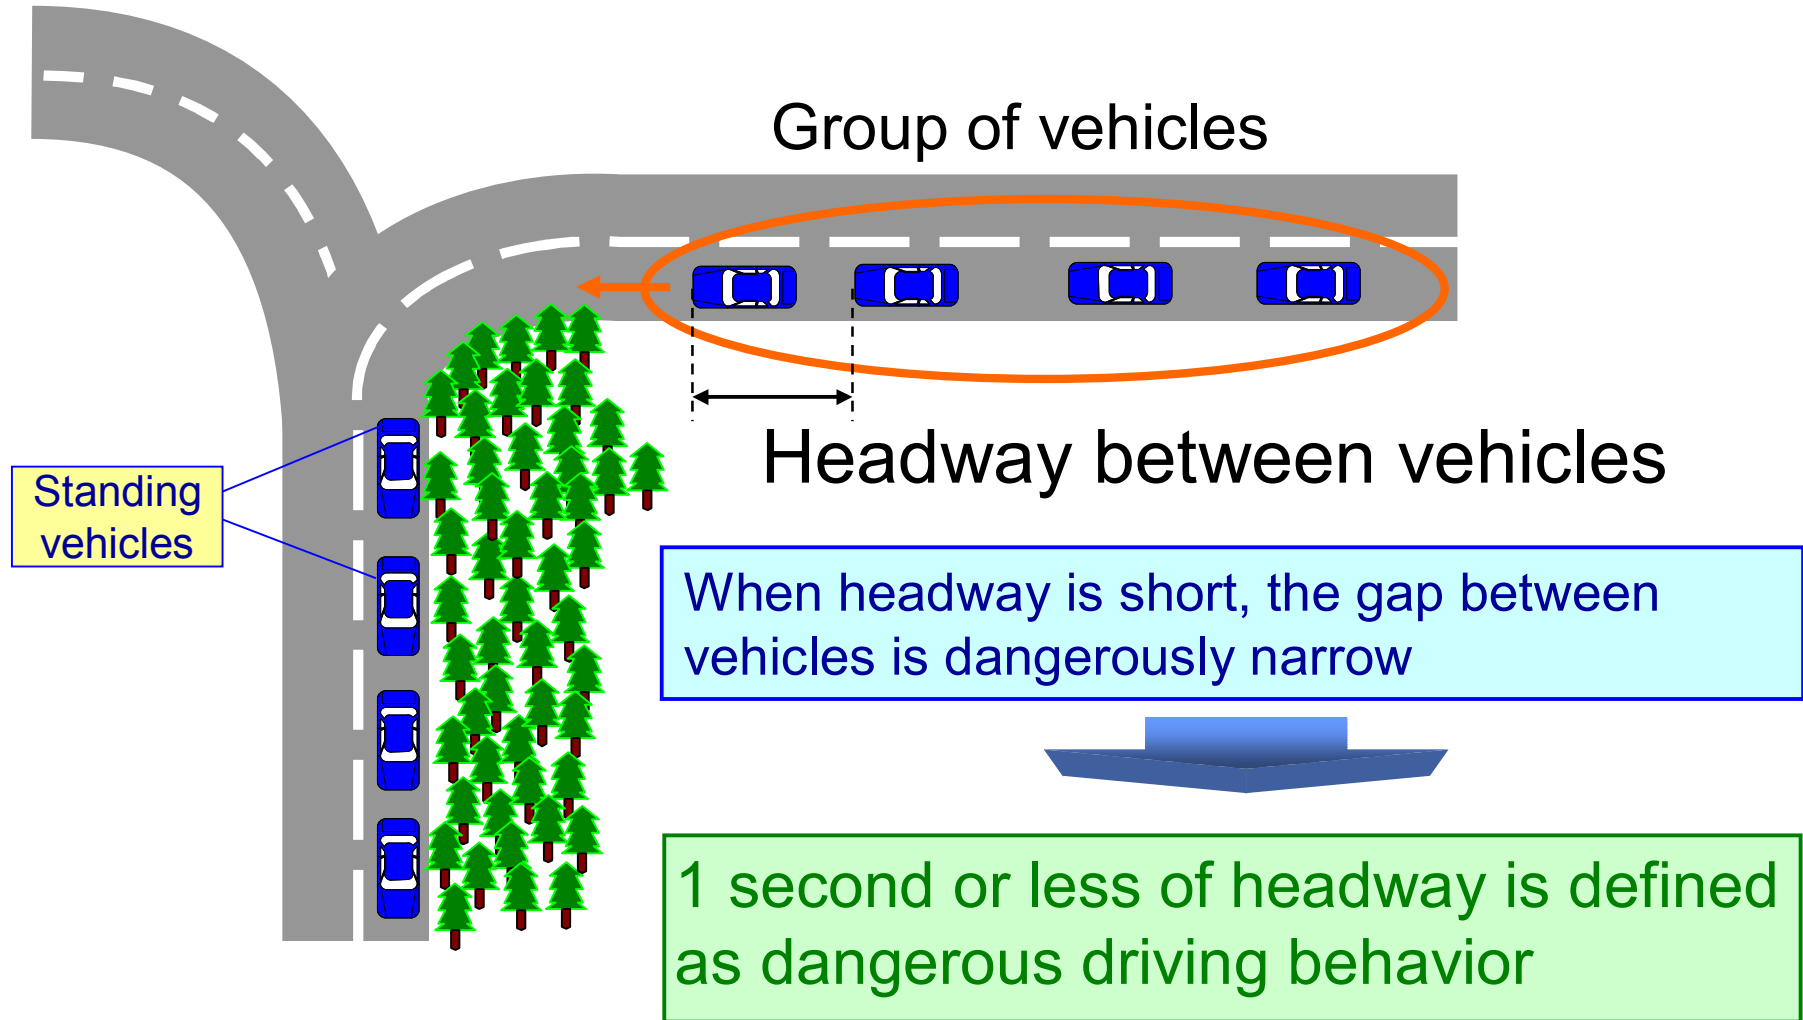 Group of vehicles
Headway between vehicles
Standing
vehicles
When headway is short, the gap between
vehicles is dangerously narrow
1 second or less of headway is defined
as dangerous driving behavior